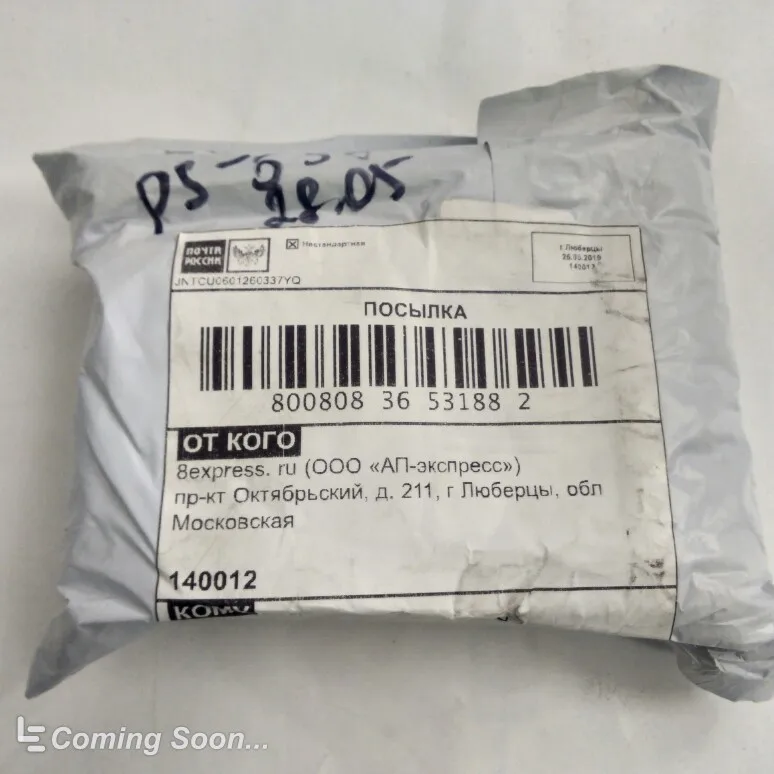 P5 28.05
ПОЧТА
РОССИИ
Нестандартная
г Люберцы
140012
JNTCU0601260337YQ
ПОСЫЛКА
800808 36 53188 2
ОТ КОГО
8express. ru (ООО «АП-экспресс»)
пр-кт Октябрьский, д. 211, г Люберцы, обл
Московская
140012
КОМУ
Coming Soon...